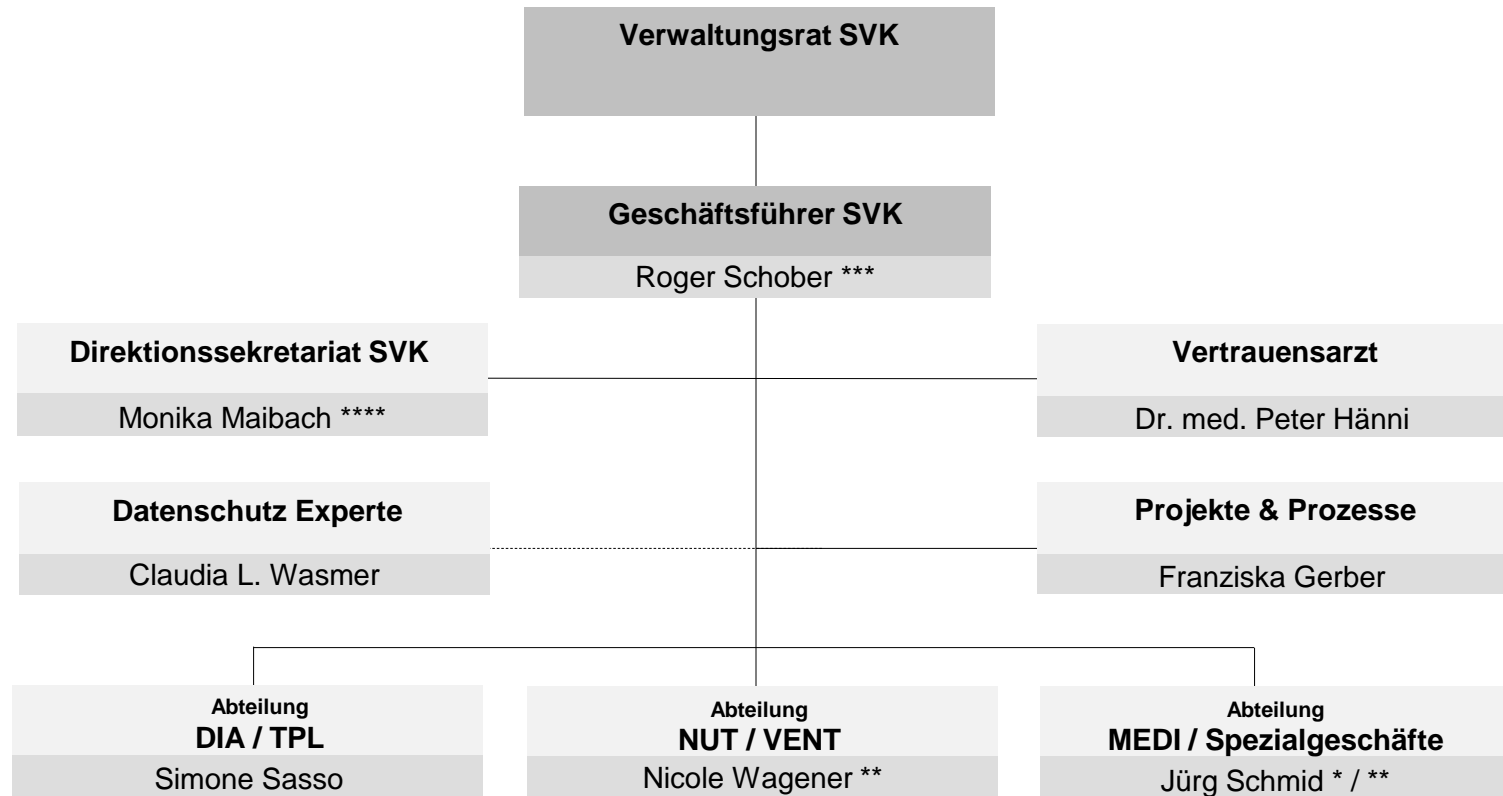 Verwaltungsrat SVK
Geschäftsführer SVK
Roger Schober ***
Direktionssekretariat SVK
Monika Maibach ****
Vertrauensarzt
Dr. med. Peter Hänni
Datenschutz Experte
Claudia L. Wasmer
Projekte & Prozesse
Franziska Gerber
Abteilung
DIA / TPL
Simone Sasso
Abteilung
NUT / VENT
Nicole Wagener **
Abteilung
MEDI / Spezialgeschäfte
Jürg Schmid * / **